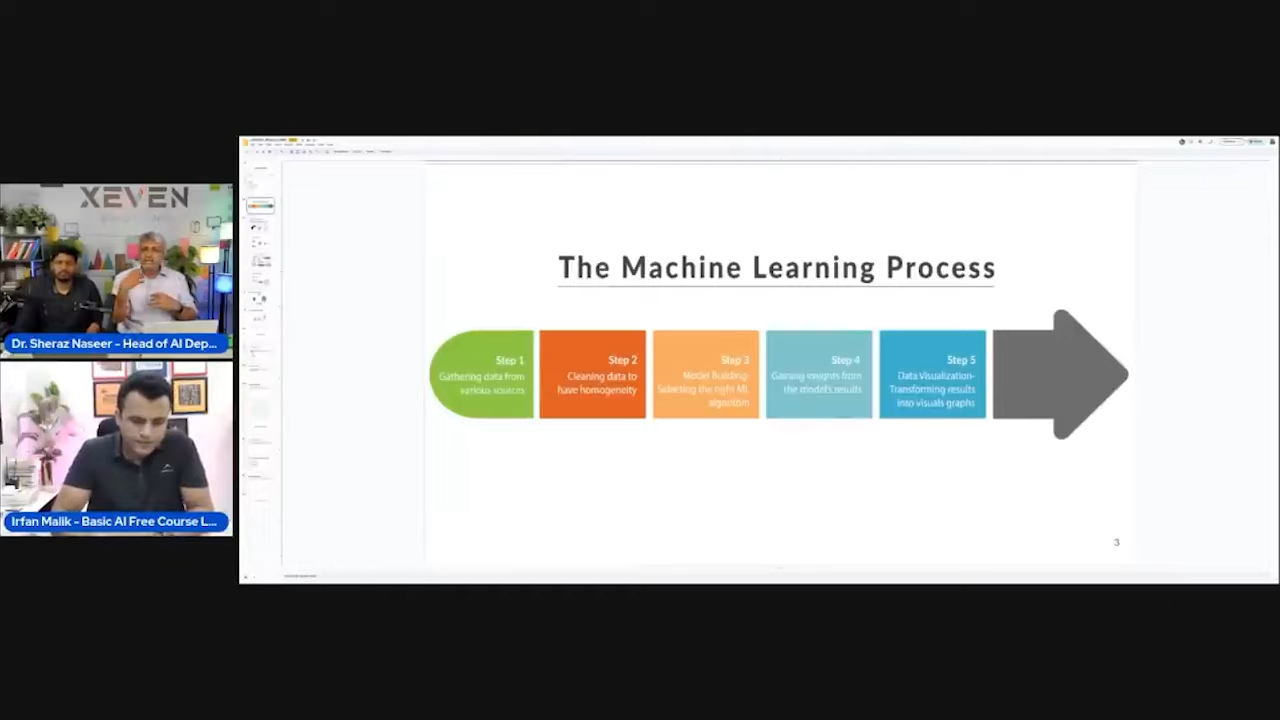 XEVEN
Dr. Sheraz Naseer - Head of AI Dep...
Irfan Malik - Basic AI Free Course L...
The Machine Learning Process
Step 1
Gathering data from
various sources
Step 2
Cleaning data to
have homogeneity
Step 3
Model Building-
Selecting the right ML
algorithm
Step 4
Gaining insights from
the model's results
Step 5
Data Visualization-
Transforming results
into visuals graphs
3